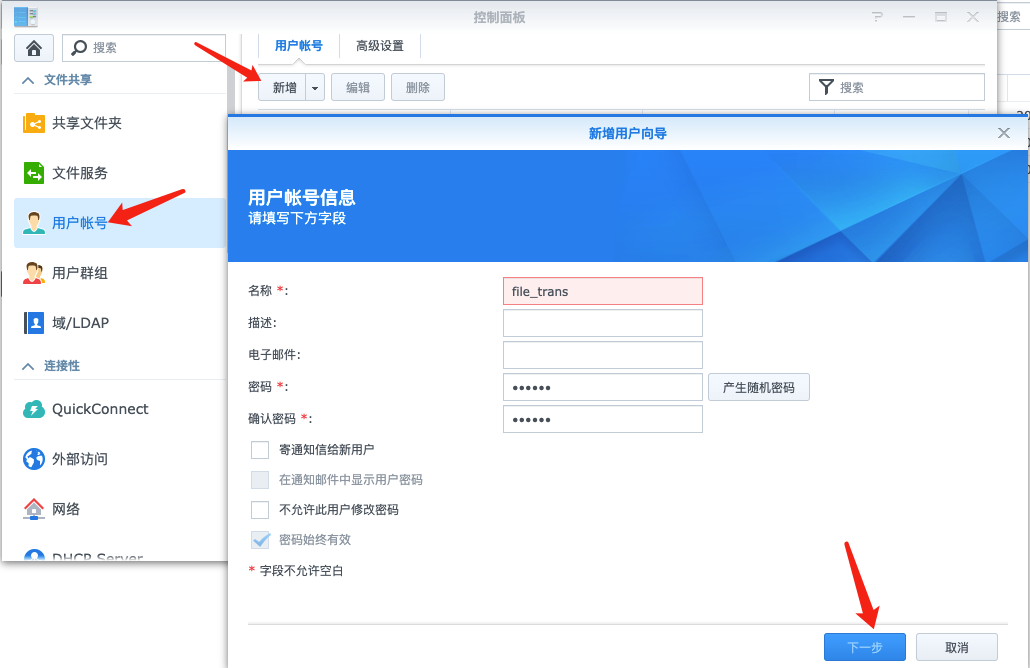 控制面板
搜索
搜索
用户帐号
高级设置
文件共享
新增
编辑
删除
搜索
共享文件夹
新增用户向导
文件服务
用户帐号信息
请填写下方字段
用户帐号
用户群组
名称 *:
file_trans
域/LDAP
描述:
电子邮件:
连接性
密码 *:
••••••
产生随机密码
QuickConnect
确认密码 *:
••••••
寄通知信给新用户
外部访问
在通知邮件中显示用户密码
网络
不允许此用户修改密码
密码始终有效
DHCP Server
* 字段不允许空白
下一步
取消